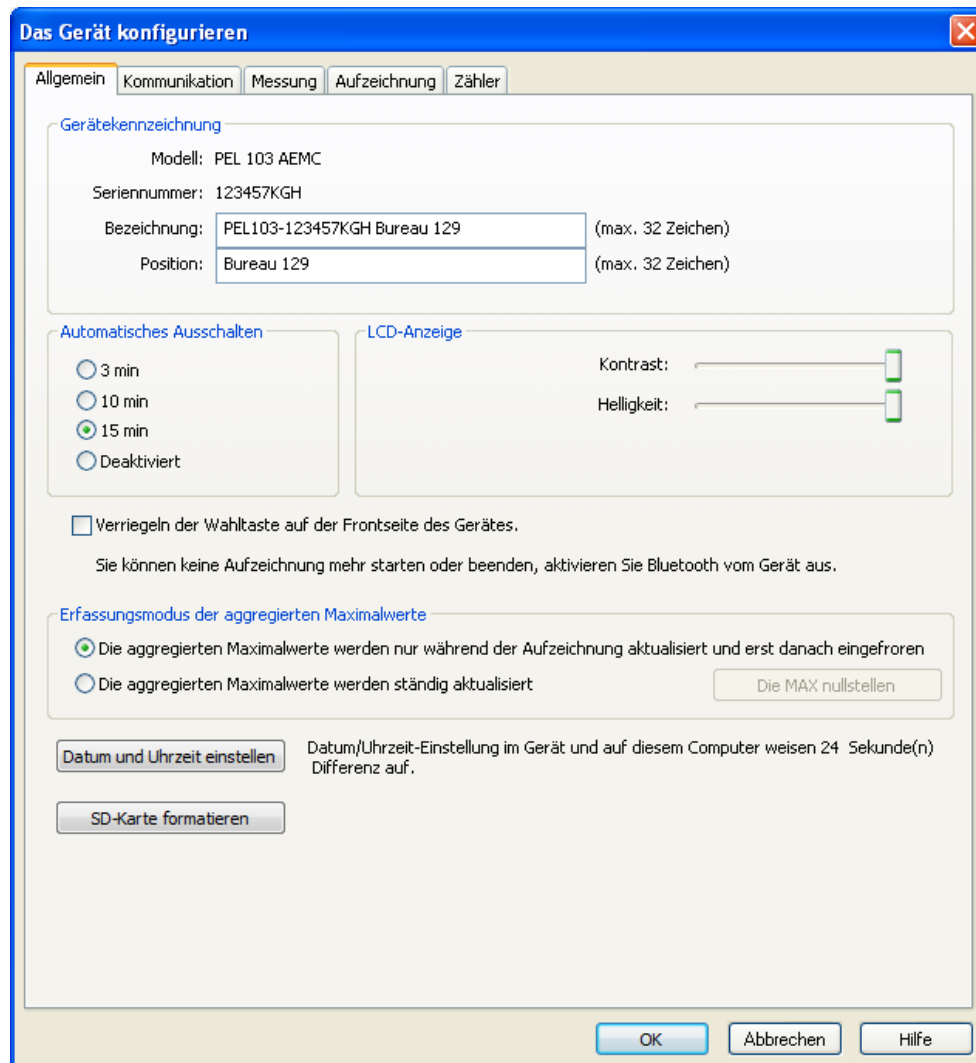 Das Gerät konfigurieren
Allgemein Kommunikation Messung Aufzeichnung Zähler
Gerätekennzeichnung
Modell: PEL 103 AEMC
Seriennummer: 123457KGH
Bezeichnung: PEL103-123457KGH Bureau 129 (max. 32 Zeichen)
Position: Bureau 129 (max. 32 Zeichen)
Automatisches Ausschalten
3 min
10 min
15 min
Deaktiviert
LCD-Anzeige
Kontrast:
Helligkeit:
Verriegeln der Wahltaste auf der Frontseite des Gerätes.
Sie können keine Aufzeichnung mehr starten oder beenden, aktivieren Sie Bluetooth vom Gerät aus.
Erfassungsmodus der aggregierten Maximalwerte
Die aggregierten Maximalwerte werden nur während der Aufzeichnung aktualisiert und erst danach eingefroren
Die aggregierten Maximalwerte werden ständig aktualisiert
Die MAX nullstellen
Datum und Uhrzeit einstellen
Datum/Uhrzeit-Einstellung im Gerät und auf diesem Computer weisen 24 Sekunde(n)
Differenz auf.
SD-Karte formatieren
OK Abbrechen Hilfe